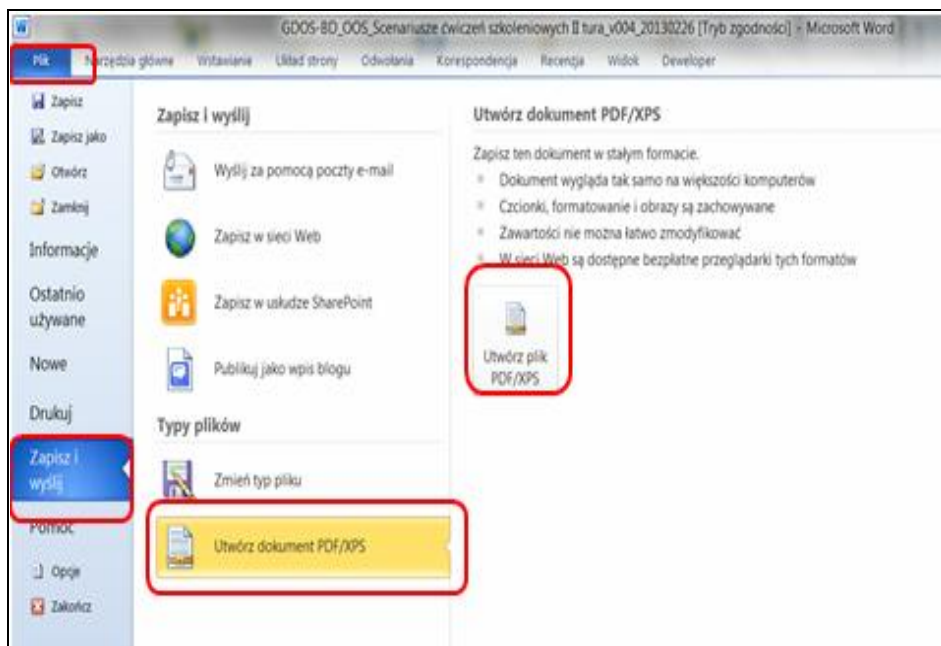 GDOS-BD_OOS_Scenariusze ćwiczeń szkoleniowych II tura_v004_20130226 [Tryb zgodności] - Microsoft Word
Plik Narzędzia główne Wstawianie Układ strony Odwołania Korespondencja Recenzja Widok Deweloper
Zapisz
Zapisz jako
Otwórz
Zamknij
Informacje
Ostatnio
używane
Nowe
Drukuj
Zapisz i
wyślij
Pomoc
Opcje
Zakończ
Zapisz i wyślij
Wyślij za pomocą poczty e-mail
Zapisz w sieci Web
Zapisz w usłudze SharePoint
Publikuj jako wpis blogu
Typy plików
Zmień typ pliku
Utwórz dokument PDF/XPS
Utwórz dokument PDF/XPS
Zapisz ten dokument w stałym formacie.
Dokument wygląda tak samo na większości komputerów
Czcionki, formatowanie i obrazy są zachowywane
Zawartości nie można łatwo zmodyfikować
W sieci Web są dostępne bezpłatne przeglądarki tych formatów
Utwórz plik
PDF/XPS